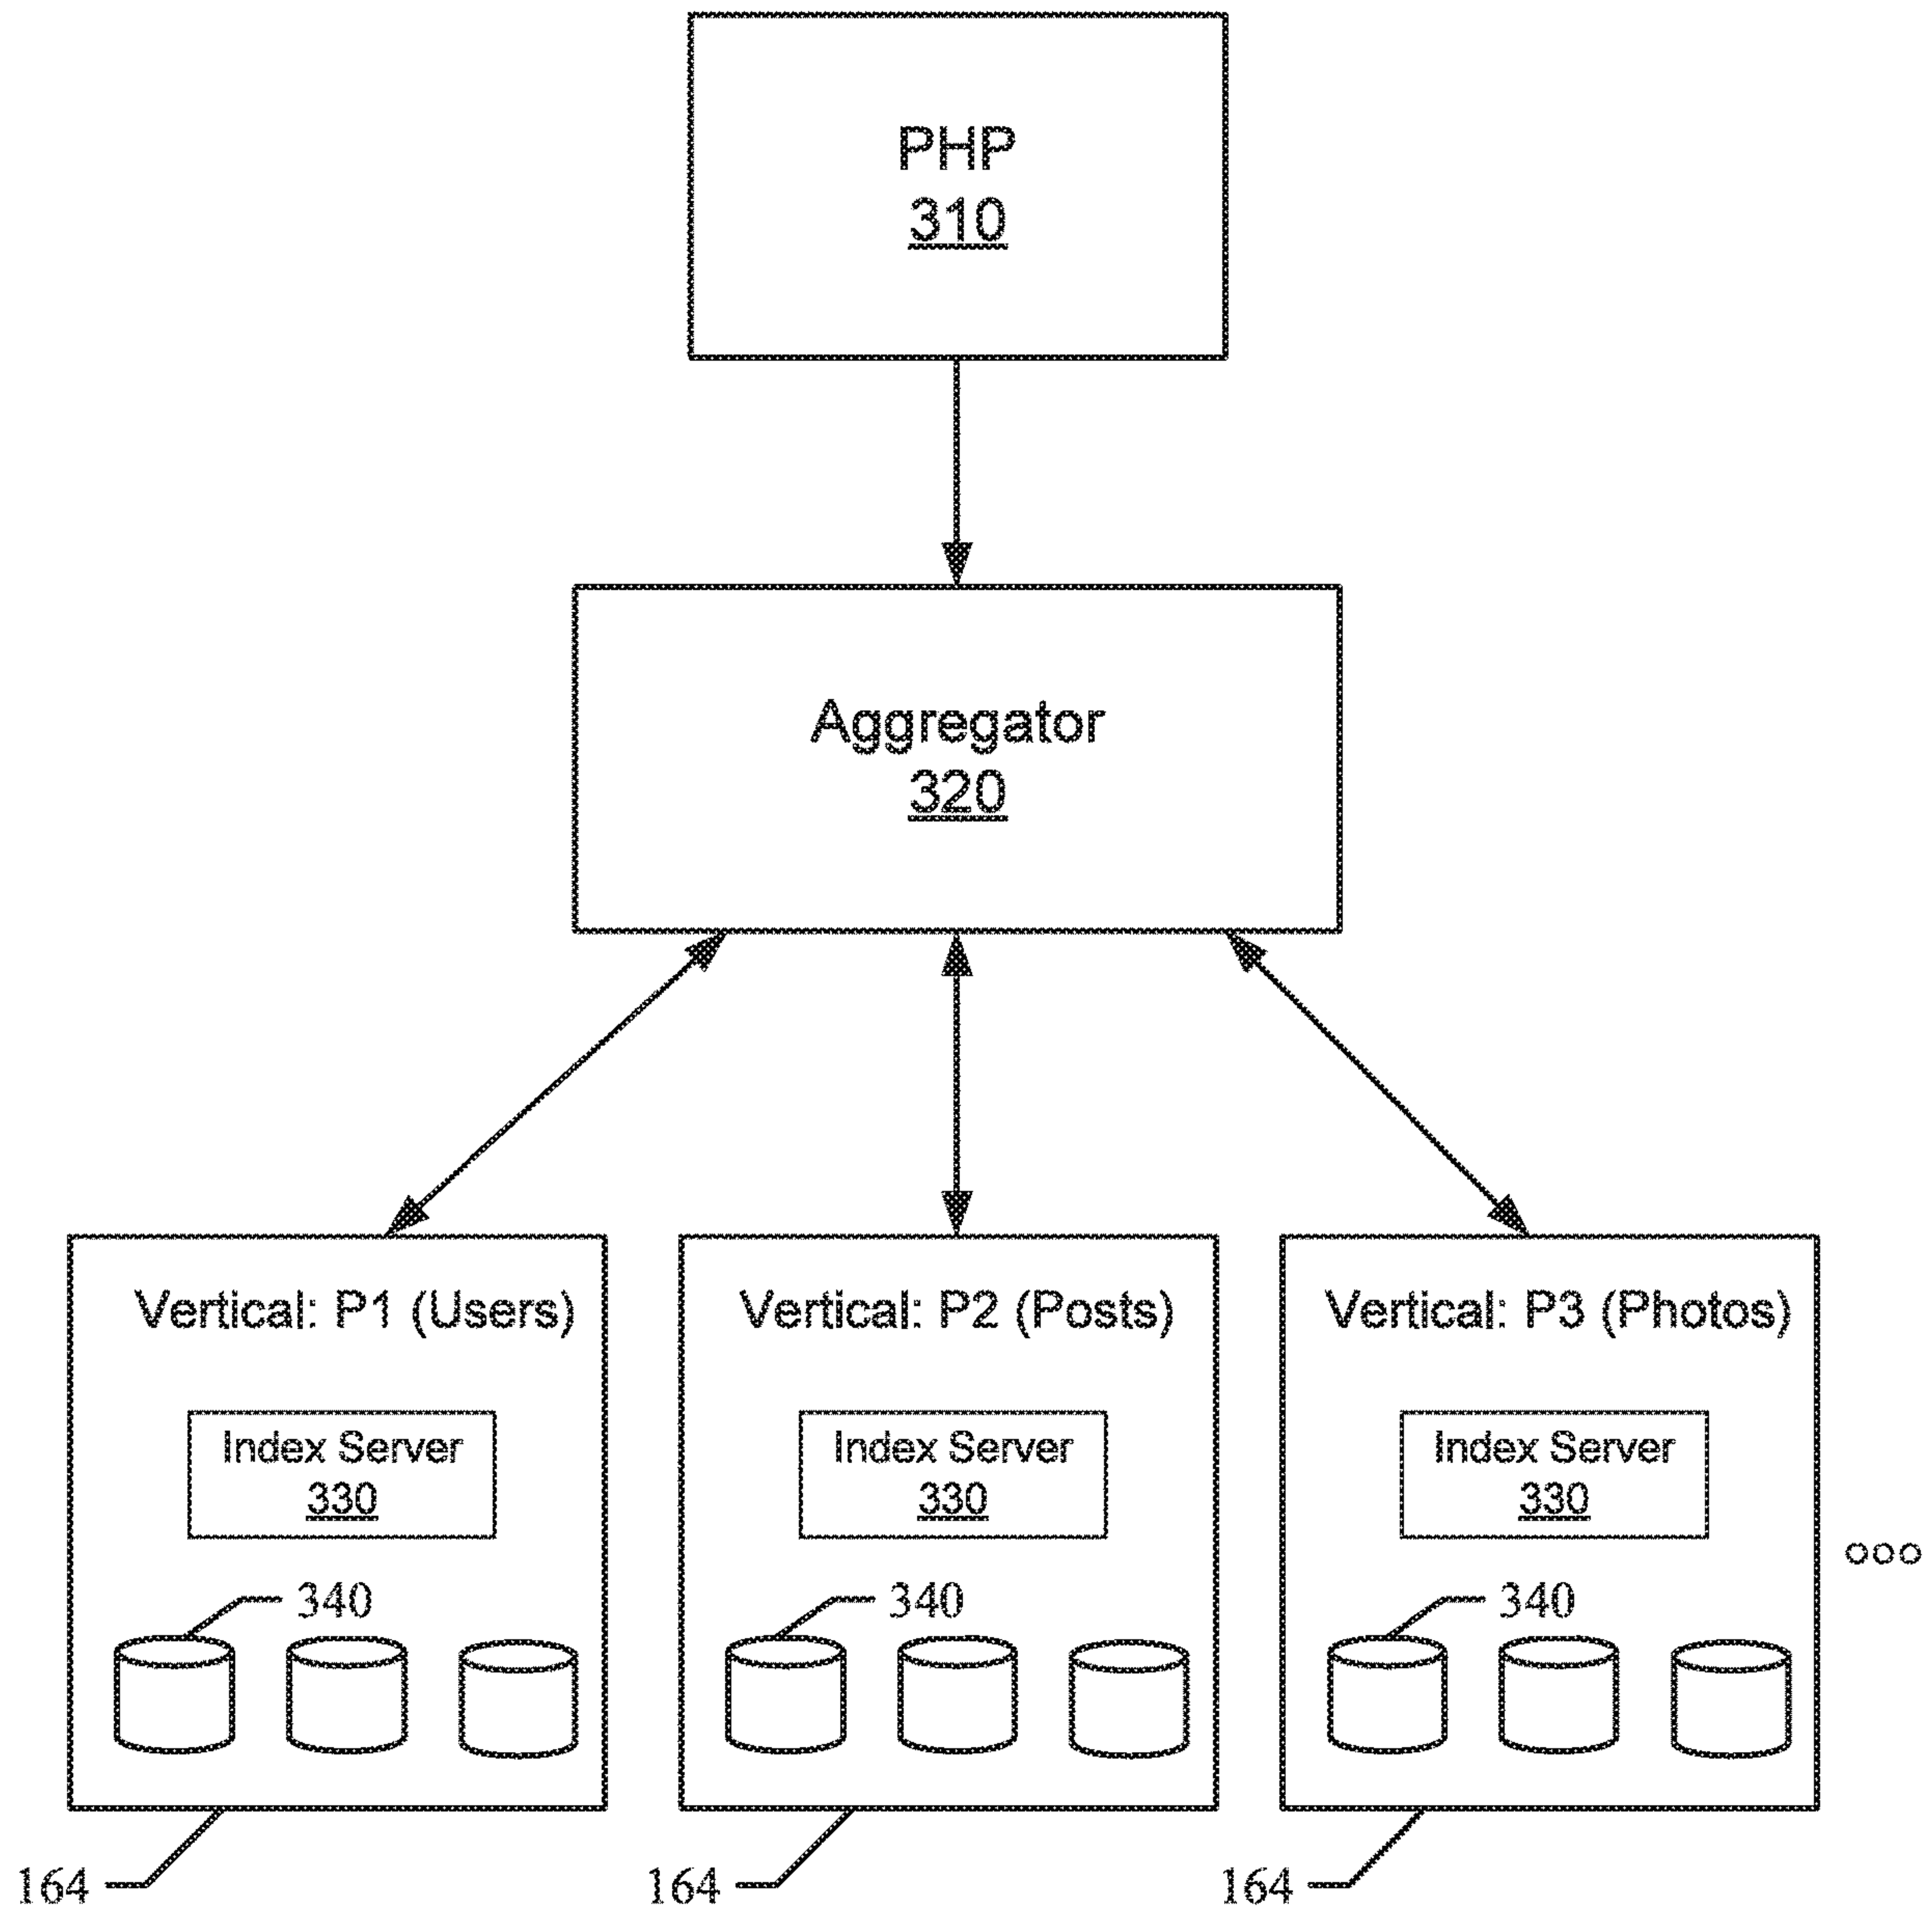 PHP
310
Aggregator
320
Vertical: P1 (Users)
Index Server
330
340
164
Vertical: P2 (Posts)
Index Server
330
340
164
Vertical: P3 (Photos)
Index Server
330
340
164